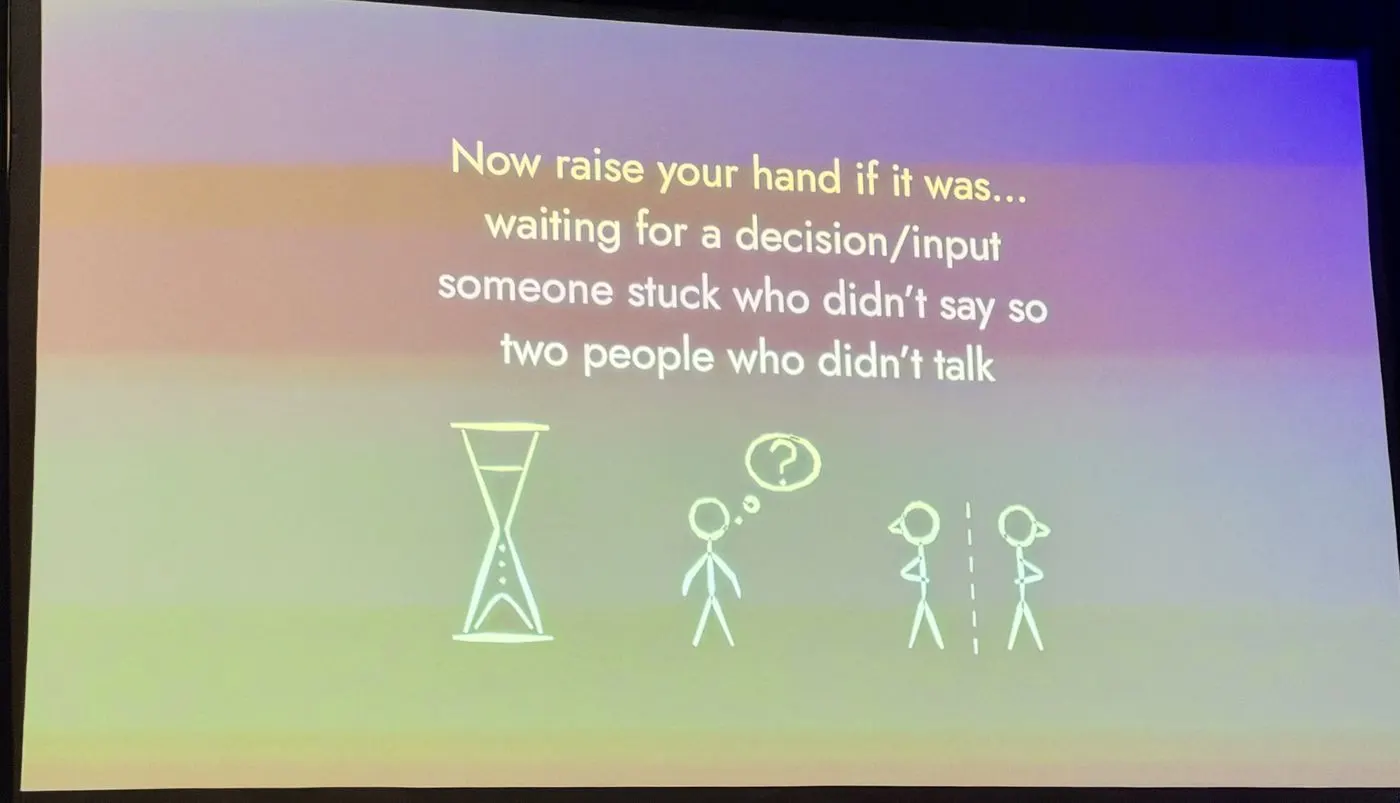 Now raise your hand if it was...
waiting for a decision/input
someone stuck who didn't say so
two people who didn't talk
?